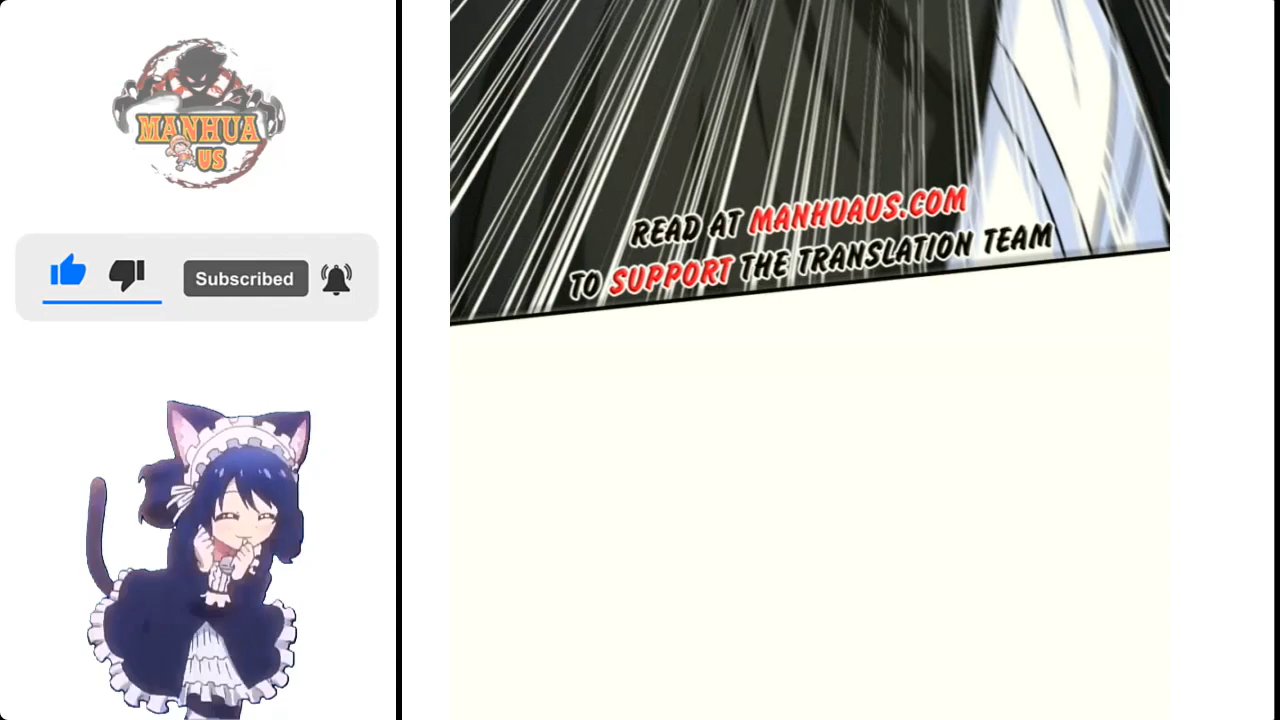 MANHUA
US
Subscribed
READ AT MANHUAUS.COM
TO SUPPORT THE TRANSLATION TEAM